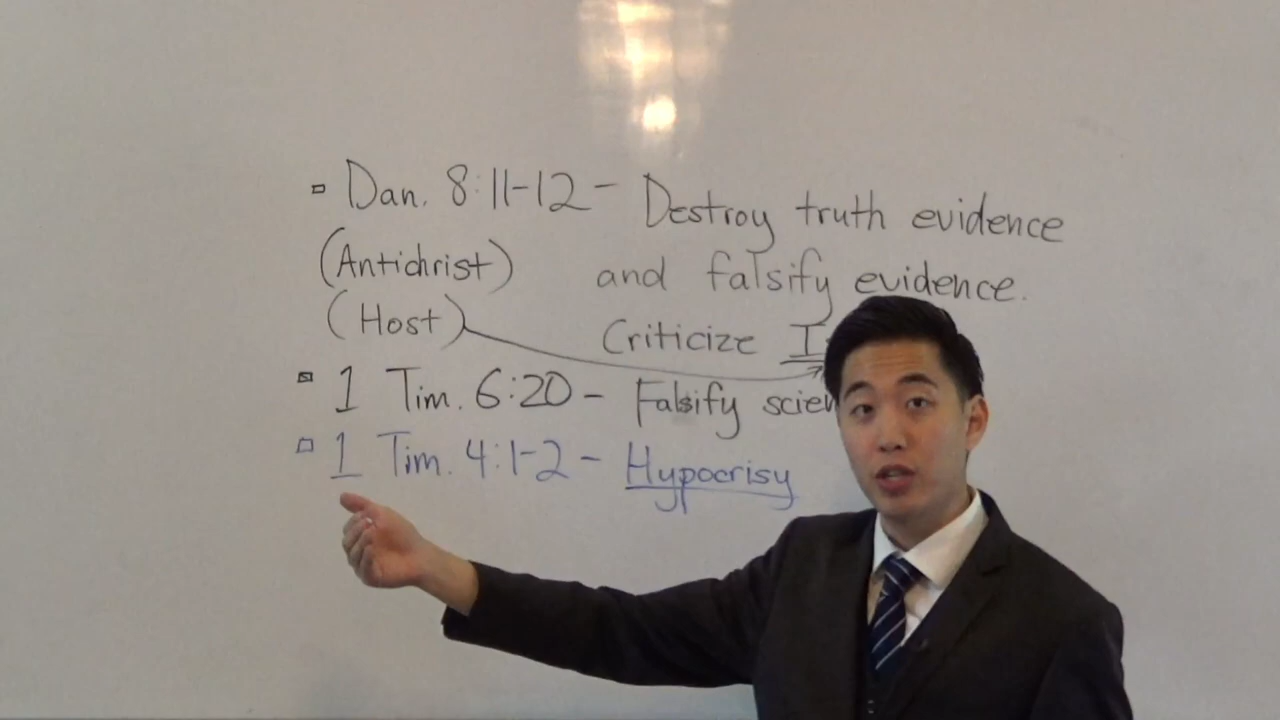 Dan. 8:11-12 - Destroy truth evidence
(Antichrist) and falsify evidence.
(Host) Criticize
1 Tim. 6:20 - Falsify
1 Tim. 4:1-2 - Hypocrisy